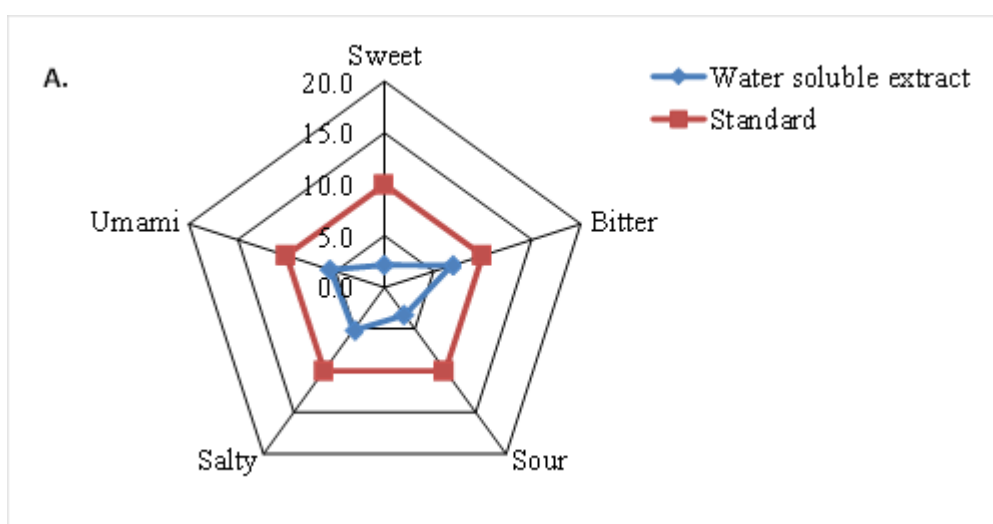 A.
Sweet
20.0
15.0
10.0
5.0
0.0
Umami
Bitter
Salty
Sour
Water soluble extract
Standard